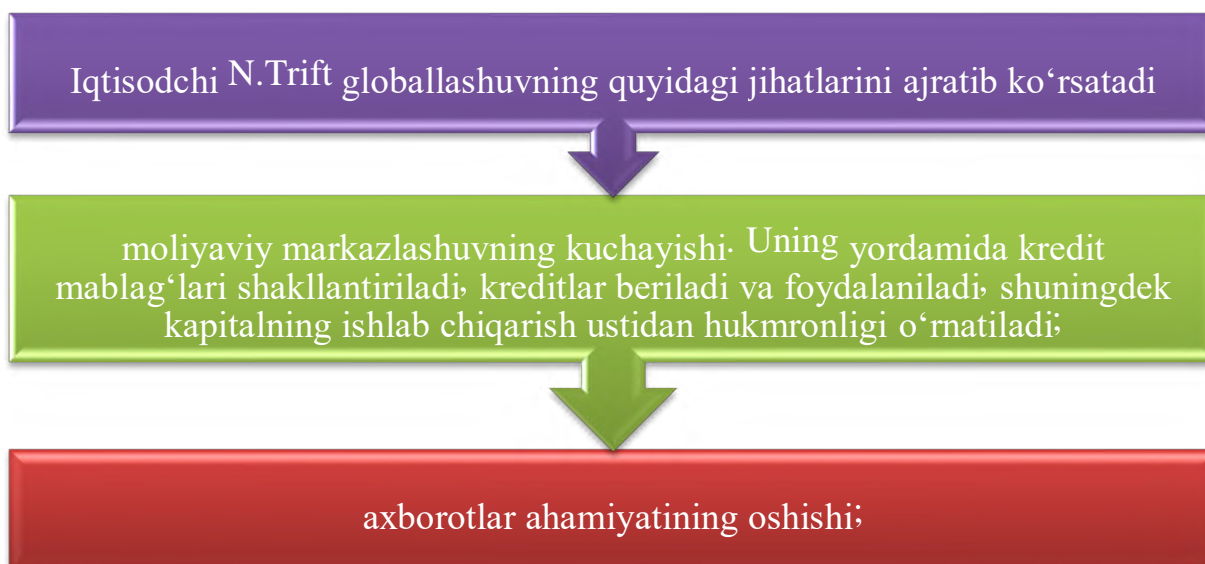 Iqtisodchi N.Trift globallashuvning quyidagi jihatlarini ajratib ko‘rsatadi
moliyaviy markazlashuvning kuchayishi. Uning yordamida kredit
mablag‘lari shakllantiriladi, kreditlar beriladi va foydalaniladi, shuningdek
kapitalning ishlab chiqarish ustidan hukmronligi o‘rnatiladi;
axborotlar ahamiyatining oshishi;